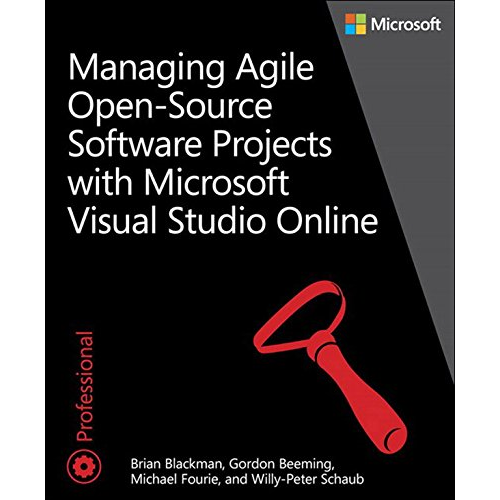 Microsoft
Managing Agile
Open-Source
Software Projects
with Microsoft
Visual Studio Online
Professional
Brian Blackman, Gordon Beeming,
Michael Fourie, and Willy-Peter Schaub